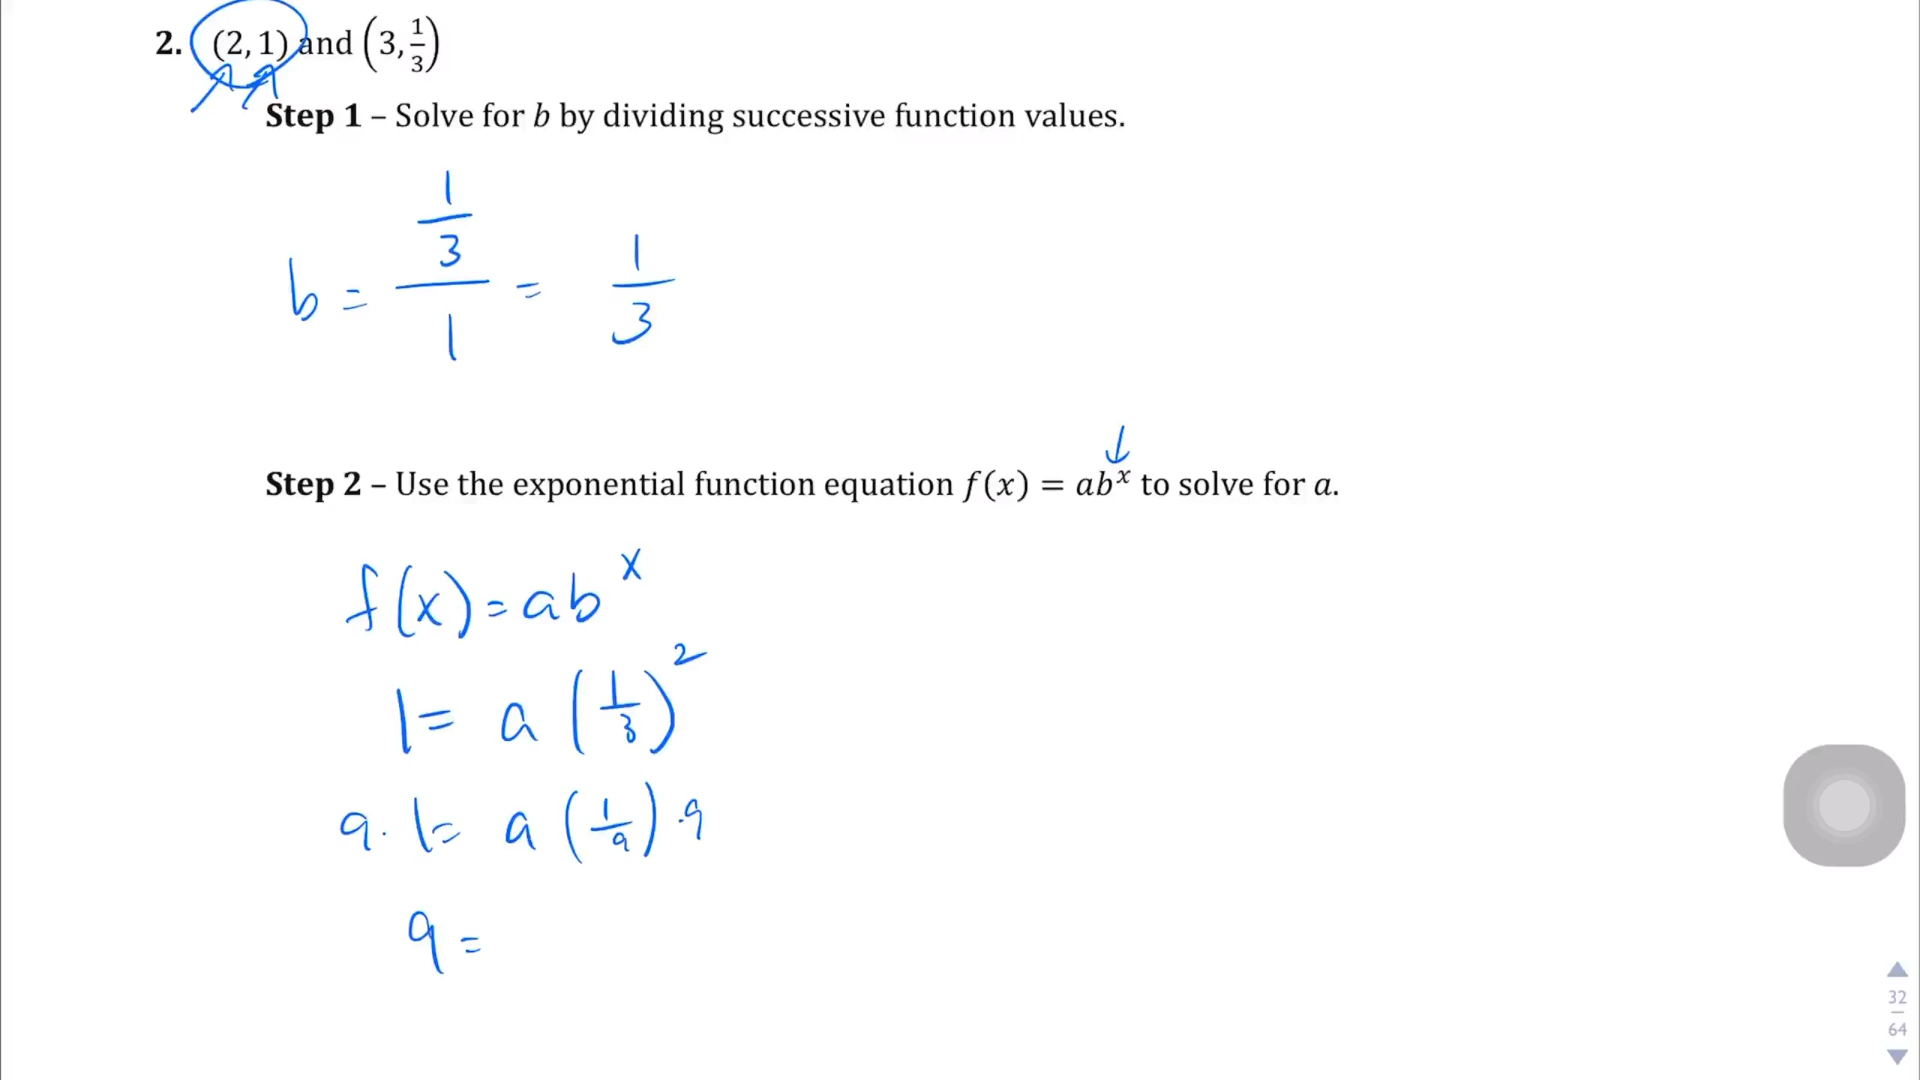 2. (2, 1) and (3, 1/3)
Step 1 – Solve for b by dividing successive function values.
b = (1/3)/1 = 1/3
Step 2 – Use the exponential function equation f(x) = ab^x to solve for a.
f(x) = ab^x
1 = a (1/3)^2
9 · 1 = a (1/9) · 9
9 =
32
64